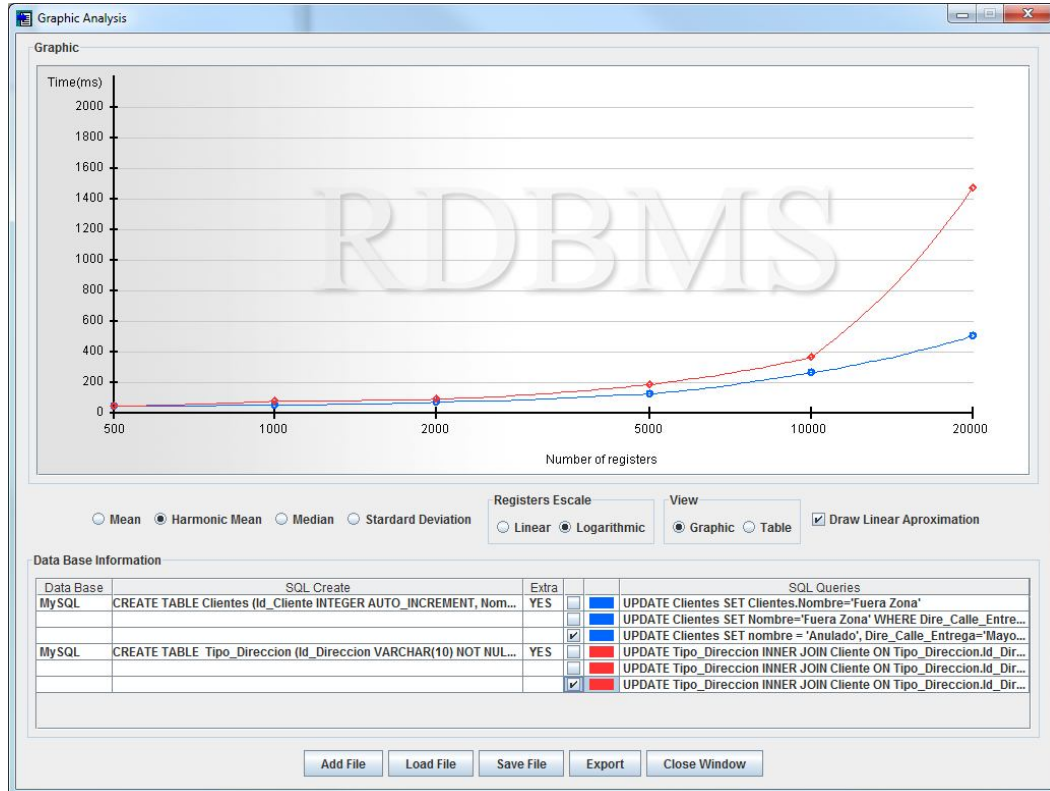 Graphic Analysis
Graphic
Time(ms)
2000
1800
1600
1400
1200
1000
800
600
400
200
0
500 1000 2000 5000 10000 20000
Number of registers
RDBMS
Mean Harmonic Mean Median Stardard Deviation
Registers Escale
Linear Logarithmic
View
Graphic Table
Draw Linear Aproximation
Data Base Information
Data Base SQL Create Extra SQL Queries
MySQL CREATE TABLE Clientes (Id_Cliente INTEGER AUTO_INCREMENT, Nom... YES UPDATE Clientes SET Clientes.Nombre='Fuera Zona'
UPDATE Clientes SET Nombre='Fuera Zona' WHERE Dire_Calle_Entre...
UPDATE Clientes SET nombre = 'Anulado', Dire_Calle_Entrega='Mayo...
MySQL CREATE TABLE Tipo_Direccion (Id_Direccion VARCHAR(10) NOT NUL... YES UPDATE Tipo_Direccion INNER JOIN Cliente ON Tipo_Direccion.Id_Dir...
UPDATE Tipo_Direccion INNER JOIN Cliente ON Tipo_Direccion.Id_Dir...
UPDATE Tipo_Direccion INNER JOIN Cliente ON Tipo_Direccion.Id_Dir...
Add File Load File Save File Export Close Window